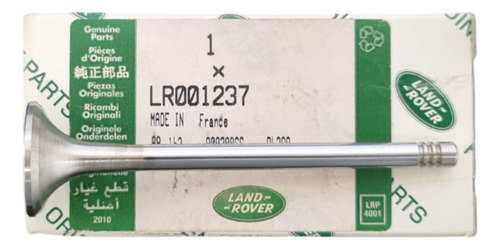 Genuine
Parts
Pièces
d'Origine
純正部品
Piezas
Originales
Ricambi
Originali
Originele
Onderdelen
قطع غيار
أصلية
2010
1
x
LR001237
MADE IN France
LAND
ROVER
LAND
ROVER
LRP
4001
PARTS
PARTS